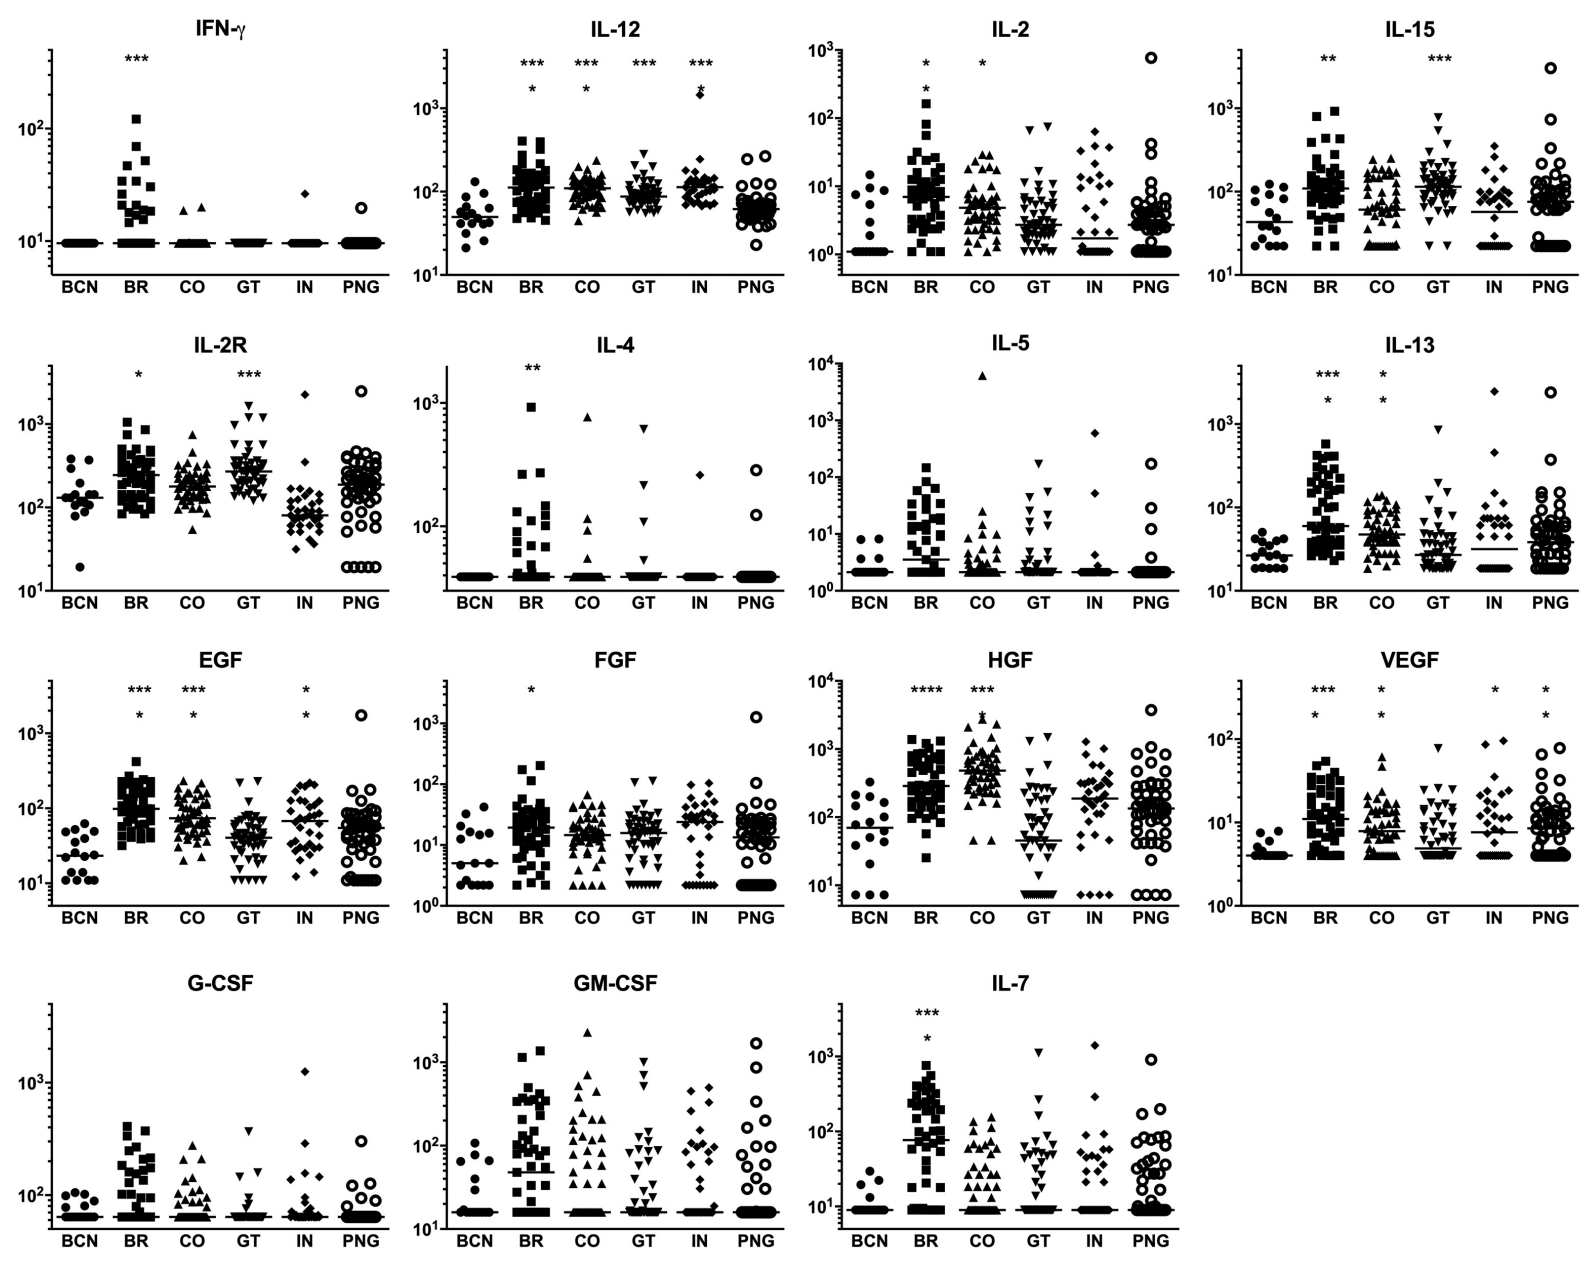 IFN-γ IL-12 IL-2 IL-15
*** *** *** *** *** * * ** ***
* * * *
10² 10¹ 10³ 10² 10¹ 10³ 10² 10¹ 10⁰ 10³ 10² 10¹
BCN BR CO GT IN PNG BCN BR CO GT IN PNG BCN BR CO GT IN PNG BCN BR CO GT IN PNG
IL-2R IL-4 IL-5 IL-13
* *** ** *** *
* *
10³ 10² 10¹ 10³ 10² 10⁴ 10³ 10² 10¹ 10⁰ 10³ 10² 10¹
BCN BR CO GT IN PNG BCN BR CO GT IN PNG BCN BR CO GT IN PNG BCN BR CO GT IN PNG
EGF FGF HGF VEGF
*** *** * * **** *** *** * * *
* * * * * * *
10³ 10² 10¹ 10³ 10² 10¹ 10⁰ 10⁴ 10³ 10² 10¹ 10² 10¹ 10⁰
BCN BR CO GT IN PNG BCN BR CO GT IN PNG BCN BR CO GT IN PNG BCN BR CO GT IN PNG
G-CSF GM-CSF IL-7
***
*
10³ 10² 10³ 10² 10¹ 10³ 10² 10¹
BCN BR CO GT IN PNG BCN BR CO GT IN PNG BCN BR CO GT IN PNG